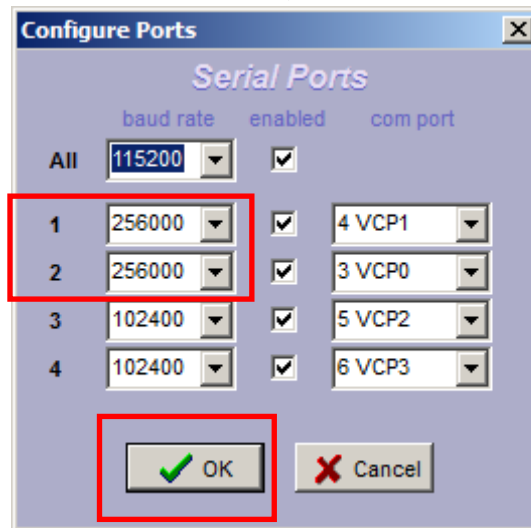 Configure Ports
Serial Ports
baud rate enabled com port
All 115200
1 256000 4 VCP1
2 256000 3 VCP0
3 102400 5 VCP2
4 102400 6 VCP3
OK Cancel